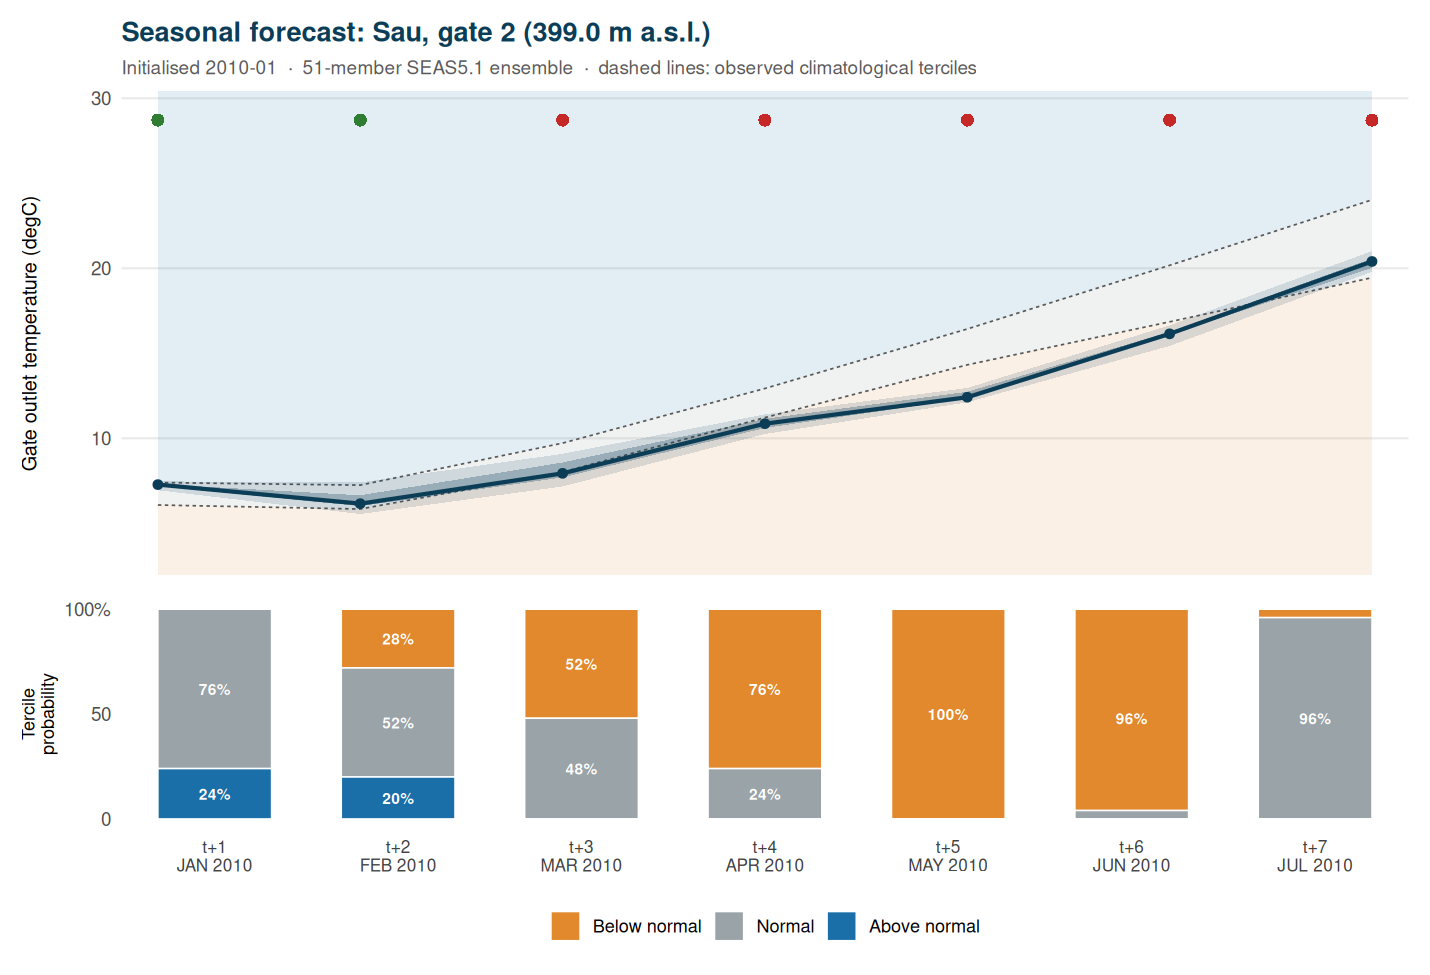 Seasonal forecast: Sau, gate 2 (399.0 m a.s.l.)
Initialised 2010-01 · 51-member SEAS5.1 ensemble · dashed lines: observed climatological terciles
Gate outlet temperature (degC)
30
20
10
Tercile
probability
100%
50
0
76%
24%
28%
52%
20%
52%
48%
76%
24%
100%
96%
96%
t+1
JAN 2010
t+2
FEB 2010
t+3
MAR 2010
t+4
APR 2010
t+5
MAY 2010
t+6
JUN 2010
t+7
JUL 2010
Below normal
Normal
Above normal